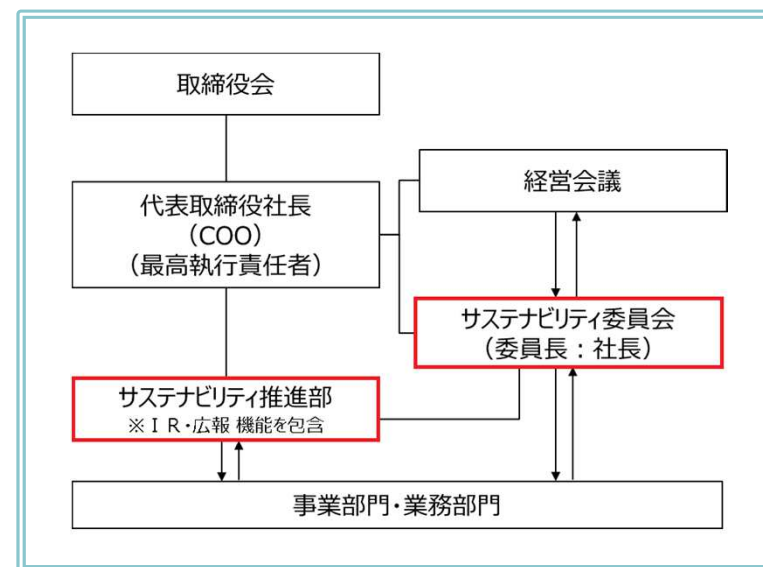 取締役会
代表取締役社長
（COO）
（最高執行責任者）
経営会議
サステナビリティ委員会
（委員長：社長）
サステナビリティ推進部
※ＩＲ・広報 機能を包含
事業部門・業務部門